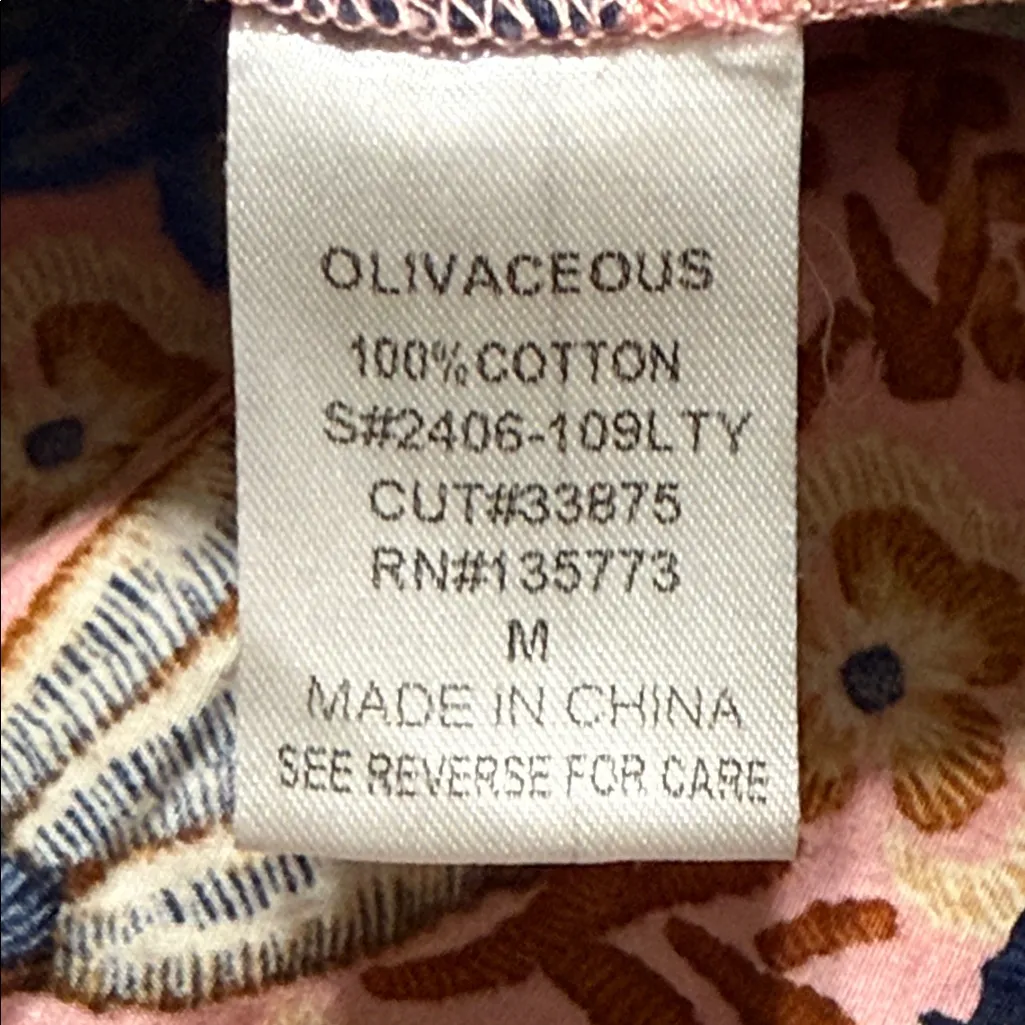 OLIVACEOUS
100% COTTON
S#2406-109LTY
CUT#33875
RN#135773
M
MADE IN CHINA
SEE REVERSE FOR CARE